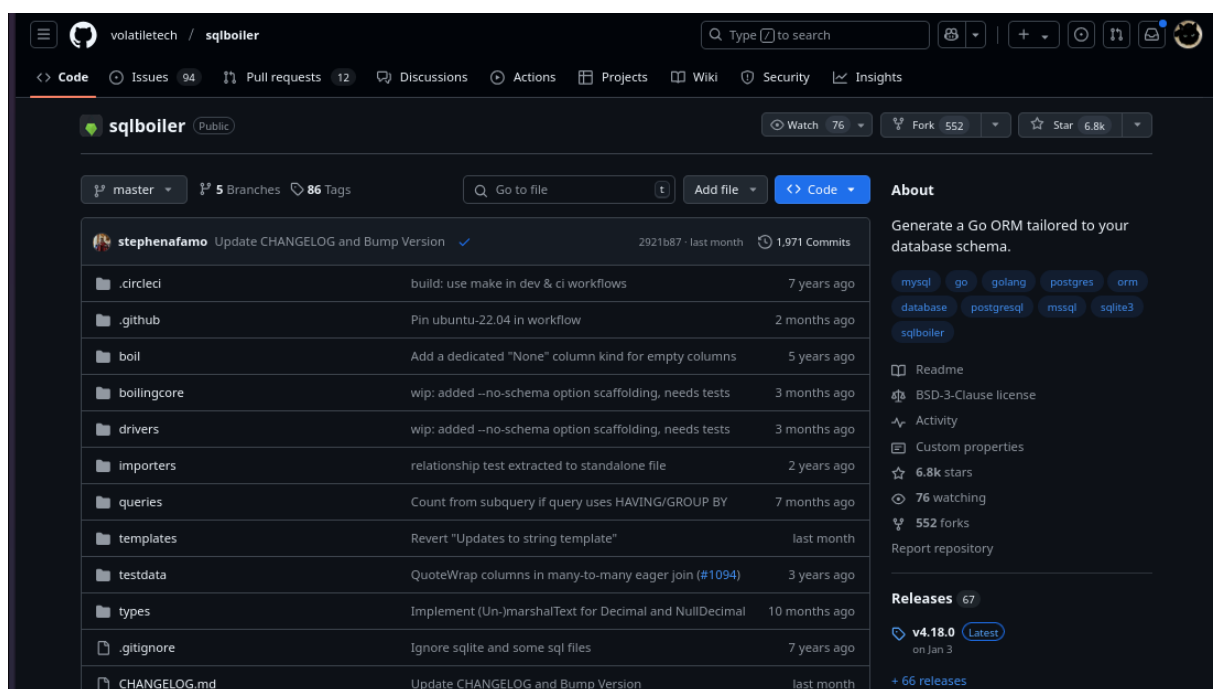 volatiletech / sqlboiler
Type / to search
Code
Issues 94
Pull requests 12
Discussions
Actions
Projects
Wiki
Security
Insights
sqlboiler Public
Watch 76
Fork 552
Star 6.8k
master
5 Branches
86 Tags
Go to file t
Add file
Code
stephenafamo Update CHANGELOG and Bump Version 2921b87 · last month 1,971 Commits
.circleci build: use make in dev & ci workflows 7 years ago
.github Pin ubuntu-22.04 in workflow 2 months ago
boil Add a dedicated "None" column kind for empty columns 5 years ago
boilingcore wip: added --no-schema option scaffolding, needs tests 3 months ago
drivers wip: added --no-schema option scaffolding, needs tests 3 months ago
importers relationship test extracted to standalone file 2 years ago
queries Count from subquery if query uses HAVING/GROUP BY 7 months ago
templates Revert "Updates to string template" last month
testdata QuoteWrap columns in many-to-many eager join (#1094) 3 years ago
types Implement (Un-)marshalText for Decimal and NullDecimal 10 months ago
.gitignore Ignore sqlite and some sql files 7 years ago
CHANGELOG.md Update CHANGELOG and Bump Version last month
About
Generate a Go ORM tailored to your
database schema.
mysql go golang postgres orm
database postgresql mssql sqlite3
sqlboiler
Readme
BSD-3-Clause license
Activity
Custom properties
6.8k stars
76 watching
552 forks
Report repository
Releases 67
v4.18.0 Latest
on Jan 3
+ 66 releases